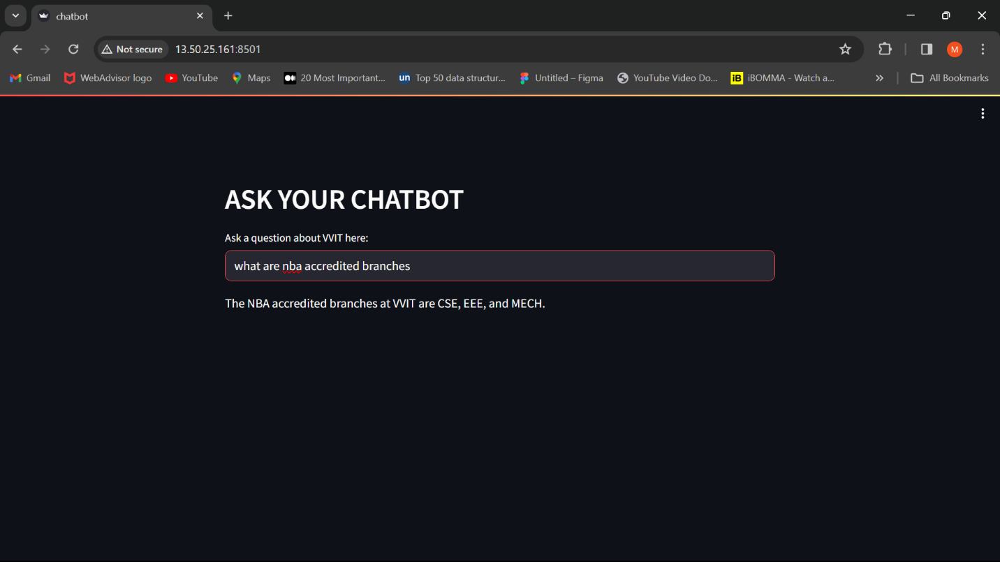 chatbot
Not secure 13.50.25.161:8501
M
Gmail WebAdvisor logo YouTube Maps 20 Most Important... un Top 50 data structur... Untitled – Figma YouTube Video Do... iB iBOMMA - Watch a... All Bookmarks
ASK YOUR CHATBOT
Ask a question about VVIT here:
what are nba accredited branches
The NBA accredited branches at VVIT are CSE, EEE, and MECH.